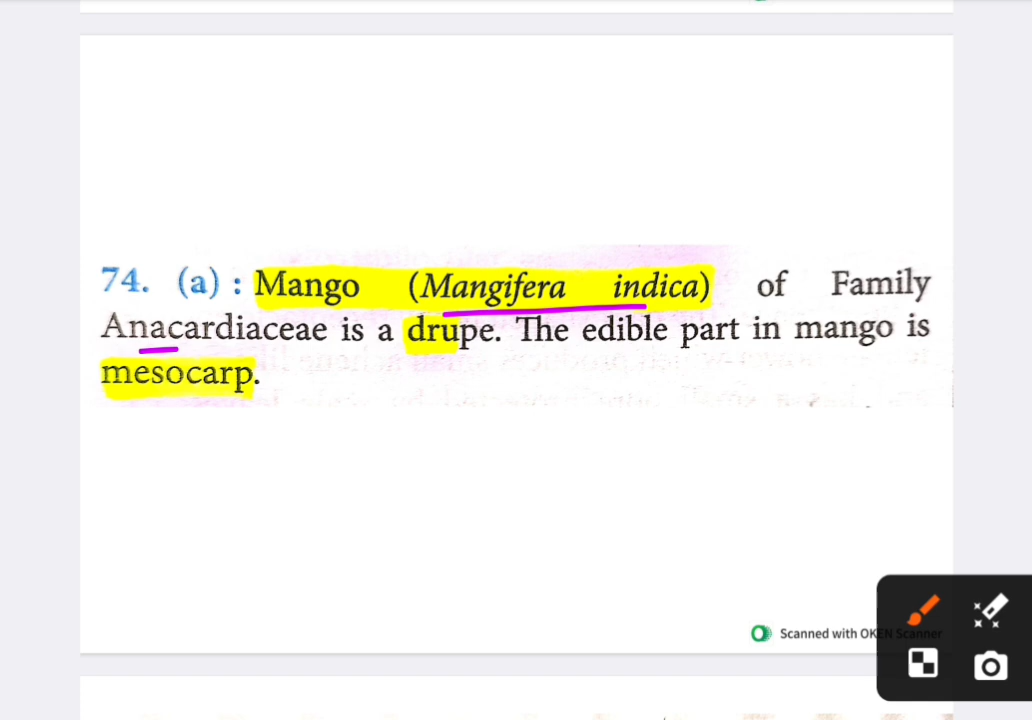 74. (a) : Mango (Mangifera indica) of Family
Anacardiaceae is a drupe. The edible part in mango is
mesocarp.
Scanned with OKEN Scanner